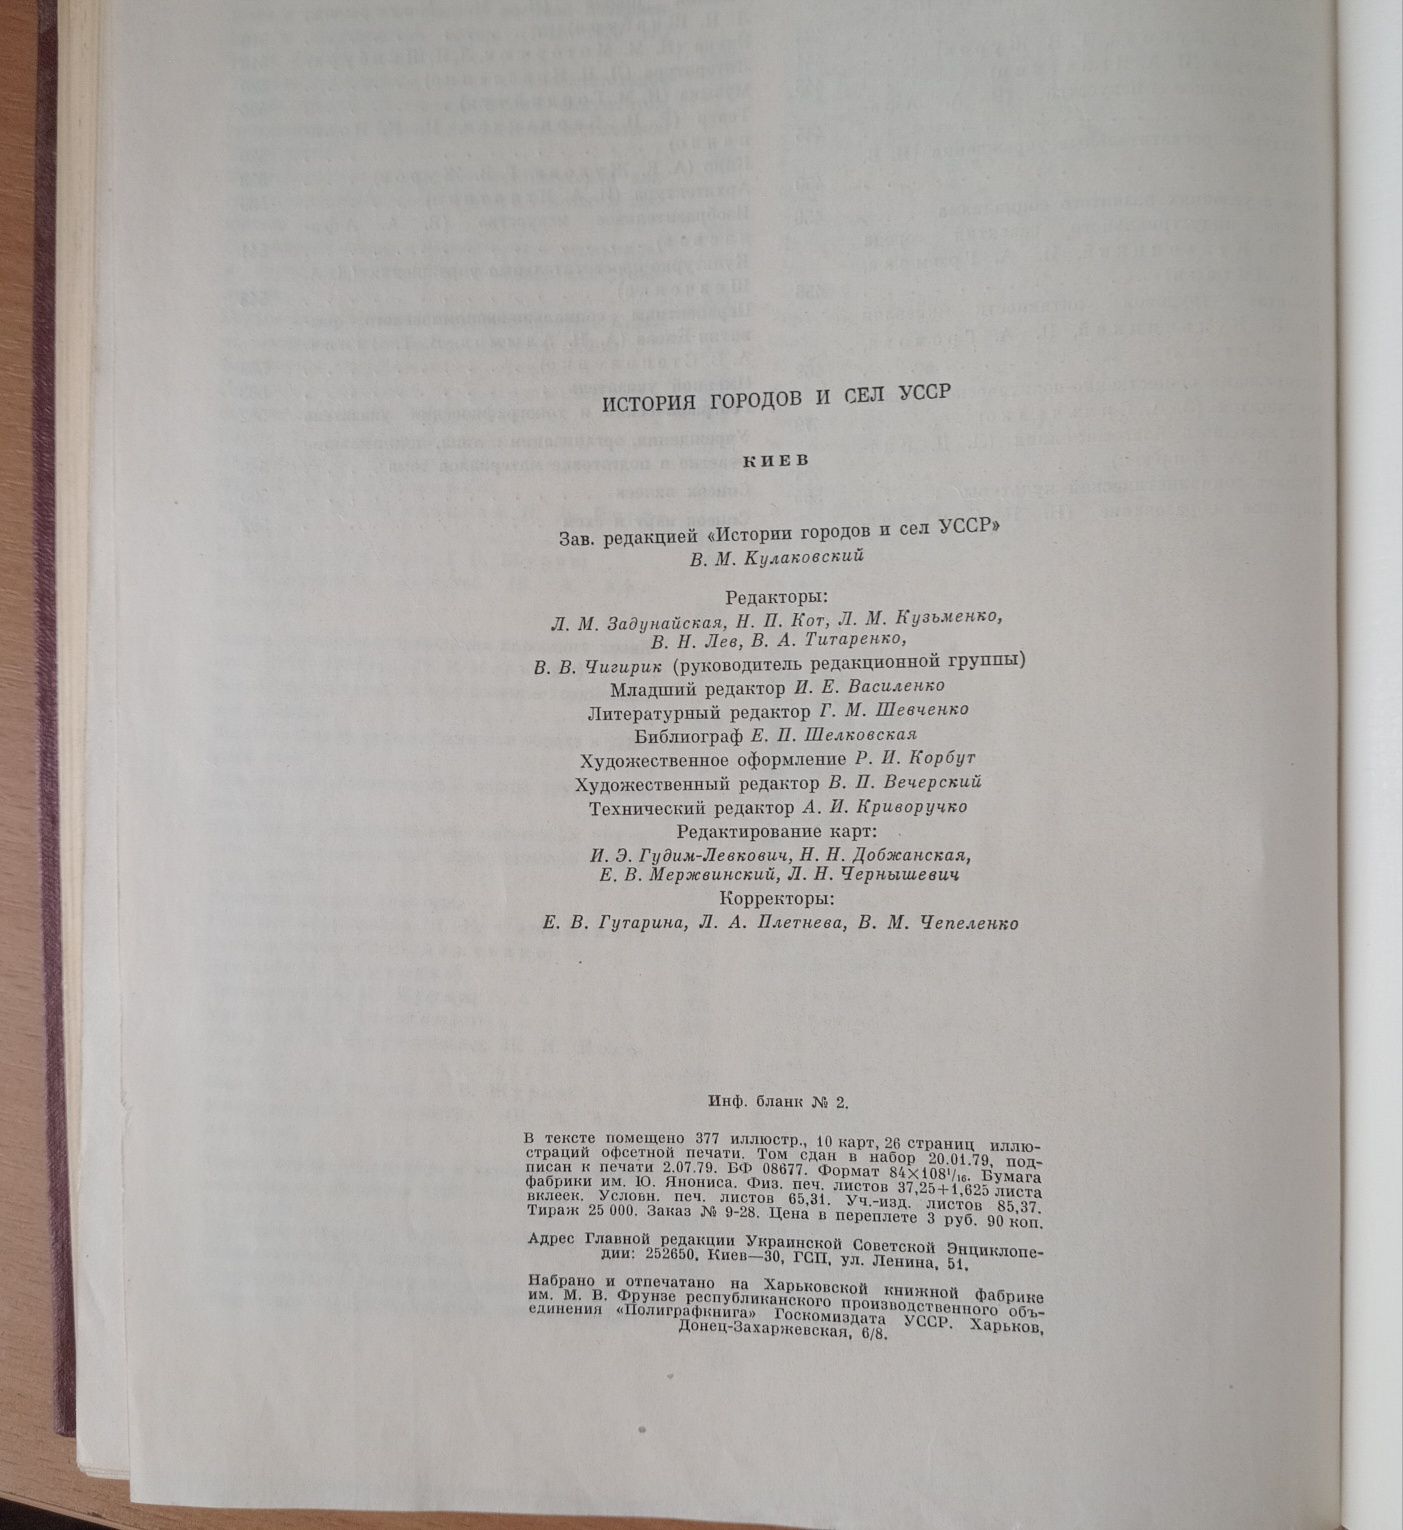 ИСТОРИЯ ГОРОДОВ И СЕЛ УССР
КИЕВ
Зав. редакцией «Истории городов и сел УССР»
В. М. Кулаковский
Редакторы:
Л. М. Задунайская, Н. П. Кот, Л. М. Кузьменко,
В. Н. Лев, В. А. Титаренко,
В. В. Чигирик (руководитель редакционной группы)
Младший редактор И. Е. Василенко
Литературный редактор Г. М. Шевченко
Библиограф Е. П. Шелковская
Художественное оформление Р. И. Корбут
Художественный редактор В. П. Вечерский
Технический редактор А. И. Криворучко
Редактирование карт:
И. Э. Гудим-Левкович, Н. Н. Добжанская,
Е. В. Мержвинский, Л. Н. Чернышевич
Корректоры:
Е. В. Гутарина, Л. А. Плетнева, В. М. Чепеленко
Инф. бланк № 2.
В тексте помещено 377 иллюстр., 10 карт, 26 страниц иллю-
страций офсетной печати. Том сдан в набор 20.01.79, под-
писан к печати 2.07.79. БФ 08677. Формат 84×108¹/₁₆. Бумага
фабрики им. Ю. Янониса. Физ. печ. листов 37,25+1,625 листа
вклеек. Условн. печ. листов 65,31. Уч.-изд. листов 85,37.
Тираж 25 000. Заказ № 9-28. Цена в переплете 3 руб. 90 коп.
Адрес Главной редакции Украинской Советской Энциклопе-
дии: 252650, Киев—30, ГСП, ул. Ленина, 51.
Набрано и отпечатано на Харьковской книжной фабрике
им. М. В. Фрунзе республиканского производственного объ-
единения «Полиграфкнига» Госкомиздата УССР. Харьков,
Донец-Захаржевская, 6/8.